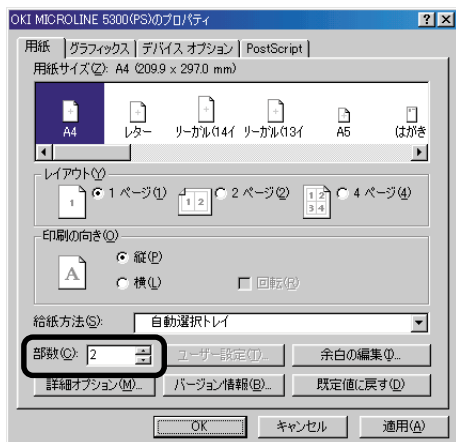 OKI MICROLINE 5300(PS)のプロパティ
用紙 グラフィックス デバイス オプション PostScript
用紙サイズ(Z): A4 (209.9 x 297.0 mm)
A4 レター リーガル(14イ リーガル(13イ A5 はがき
レイアウト(Y)
1 1 ページ(1) 1 2 2 ページ(2) 1 2 3 4 4 ページ(4)
印刷の向き(O)
A 縦(P)
横(L) 回転(R)
給紙方法(S): 自動選択トレイ
部数(C): 2 ユーザー設定(T)... 余白の編集(I)...
詳細オプション(M)... バージョン情報(B)... 既定値に戻す(D)
OK キャンセル 適用(A)